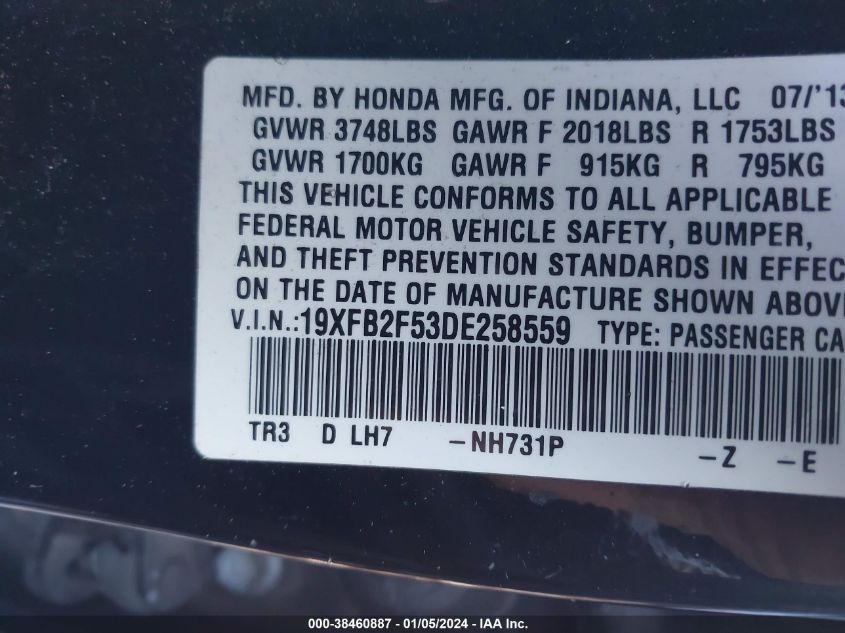 MFD. BY HONDA MFG. OF INDIANA, LLC 07/'13
GVWR 3748LBS GAWR F 2018LBS R 1753LBS
GVWR 1700KG GAWR F 915KG R 795KG
THIS VEHICLE CONFORMS TO ALL APPLICABLE
FEDERAL MOTOR VEHICLE SAFETY, BUMPER,
AND THEFT PREVENTION STANDARDS IN EFFEC
ON THE DATE OF MANUFACTURE SHOWN ABOVE
V.I.N.:19XFB2F53DE258559 TYPE: PASSENGER CA
TR3 D LH7 -NH731P -Z -E
000-38460887 - 01/05/2024 - IAA Inc.